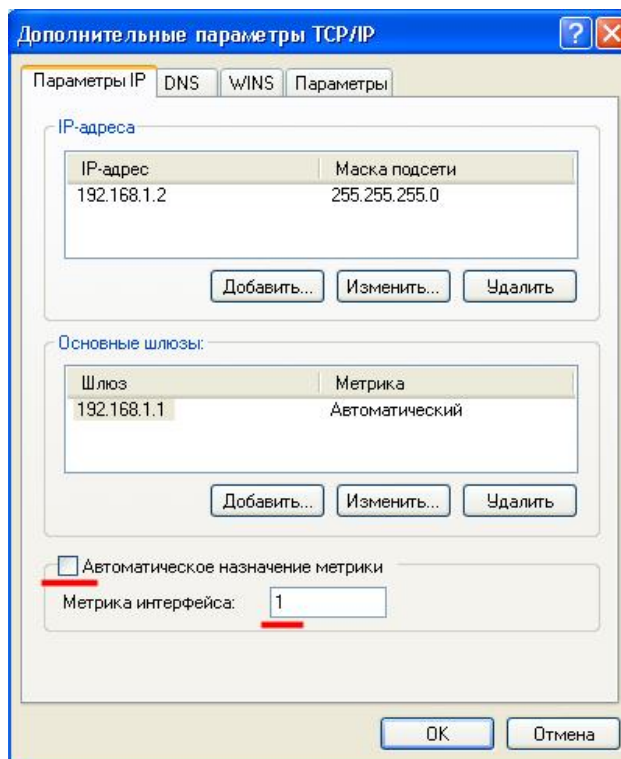 Дополнительные параметры TCP/IP
Параметры IP DNS WINS Параметры
IP-адреса
IP-адрес Маска подсети
192.168.1.2 255.255.255.0
Добавить... Изменить... Удалить
Основные шлюзы:
Шлюз Метрика
192.168.1.1 Автоматический
Добавить... Изменить... Удалить
Автоматическое назначение метрики
Метрика интерфейса: 1
OK Отмена